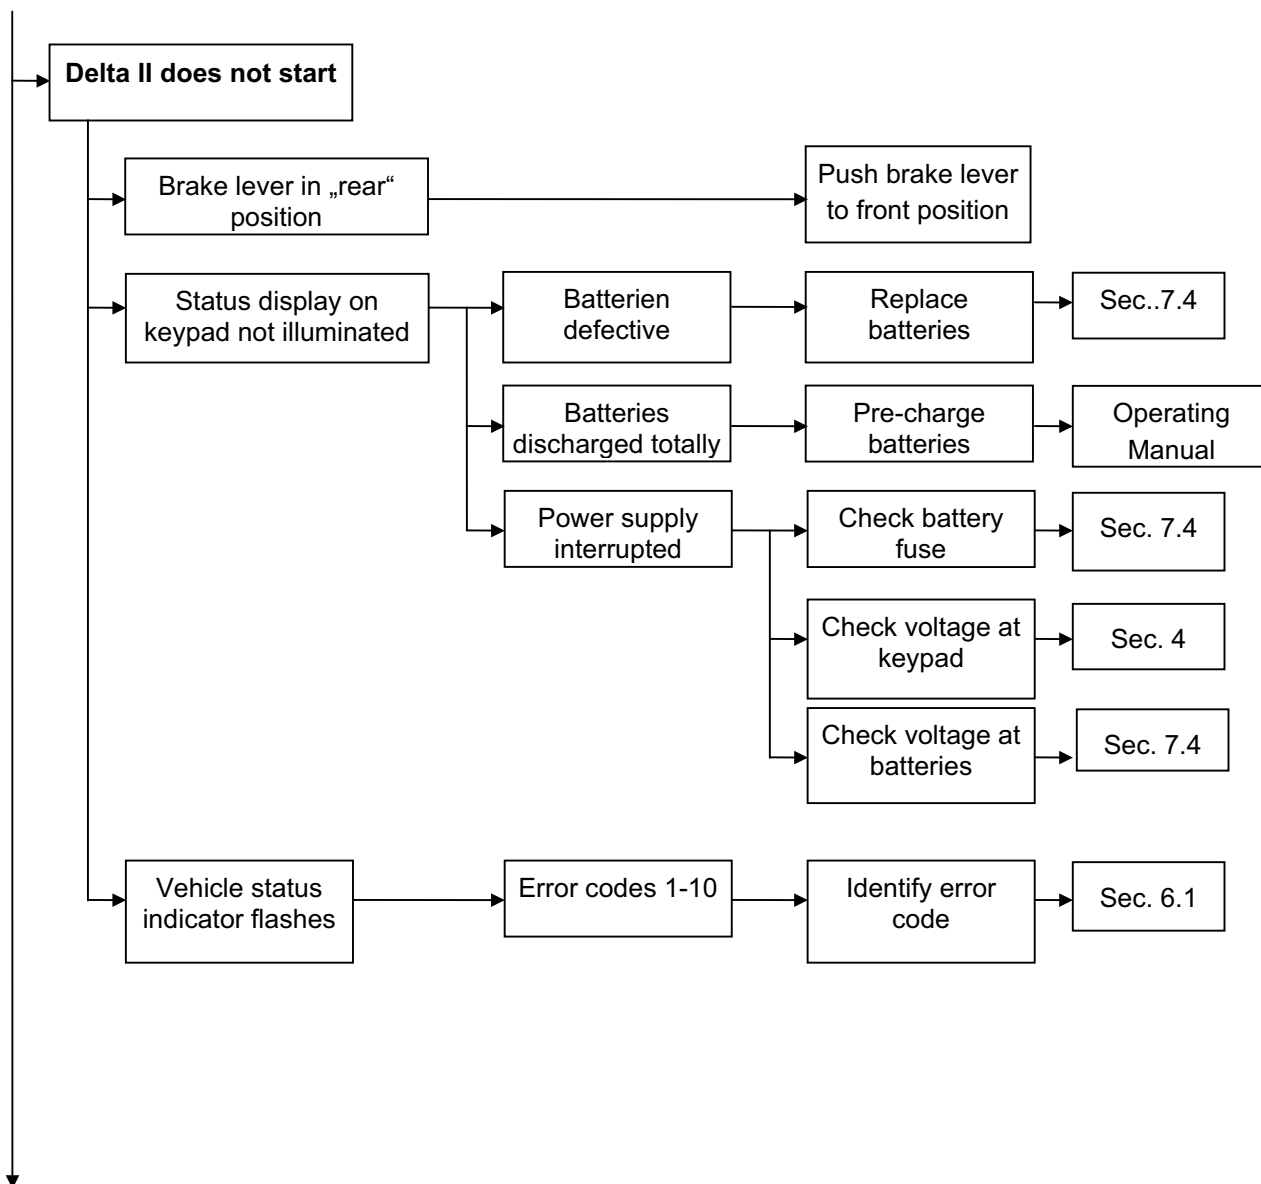 Delta II does not start
Brake lever in „rear“
position
Push brake lever
to front position
Status display on
keypad not illuminated
Batterien
defective
Replace
batteries
Sec..7.4
Batteries
discharged totally
Pre-charge
batteries
Operating
Manual
Power supply
interrupted
Check battery
fuse
Sec. 7.4
Check voltage at
keypad
Sec. 4
Check voltage at
batteries
Sec. 7.4
Vehicle status
indicator flashes
Error codes 1-10
Identify error
code
Sec. 6.1